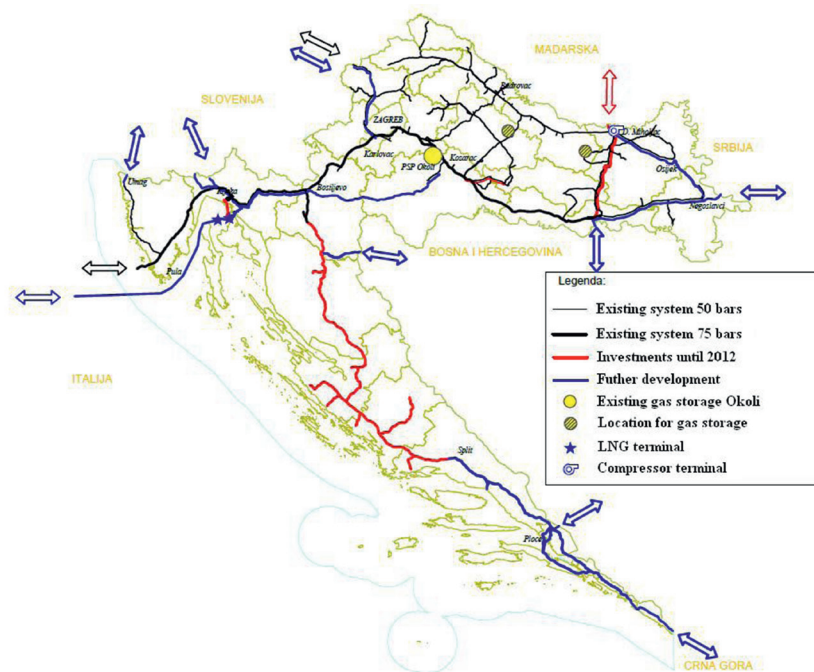 MAĐARSKA
SLOVENIJA
ZAGREB
D. Miholjac
SRBIJA
Karlovac
PSP Okoli
Kozarac
Osijek
Umag
Rijeka
Bosiljevo
Negoslavci
BOSNA I HERCEGOVINA
Pula
ITALIJA
Split
Ploce
CRNA GORA
Legenda:
Existing system 50 bars
Existing system 75 bars
Investments until 2012
Futher development
Existing gas storage Okoli
Location for gas storage
LNG terminal
Compressor terminal